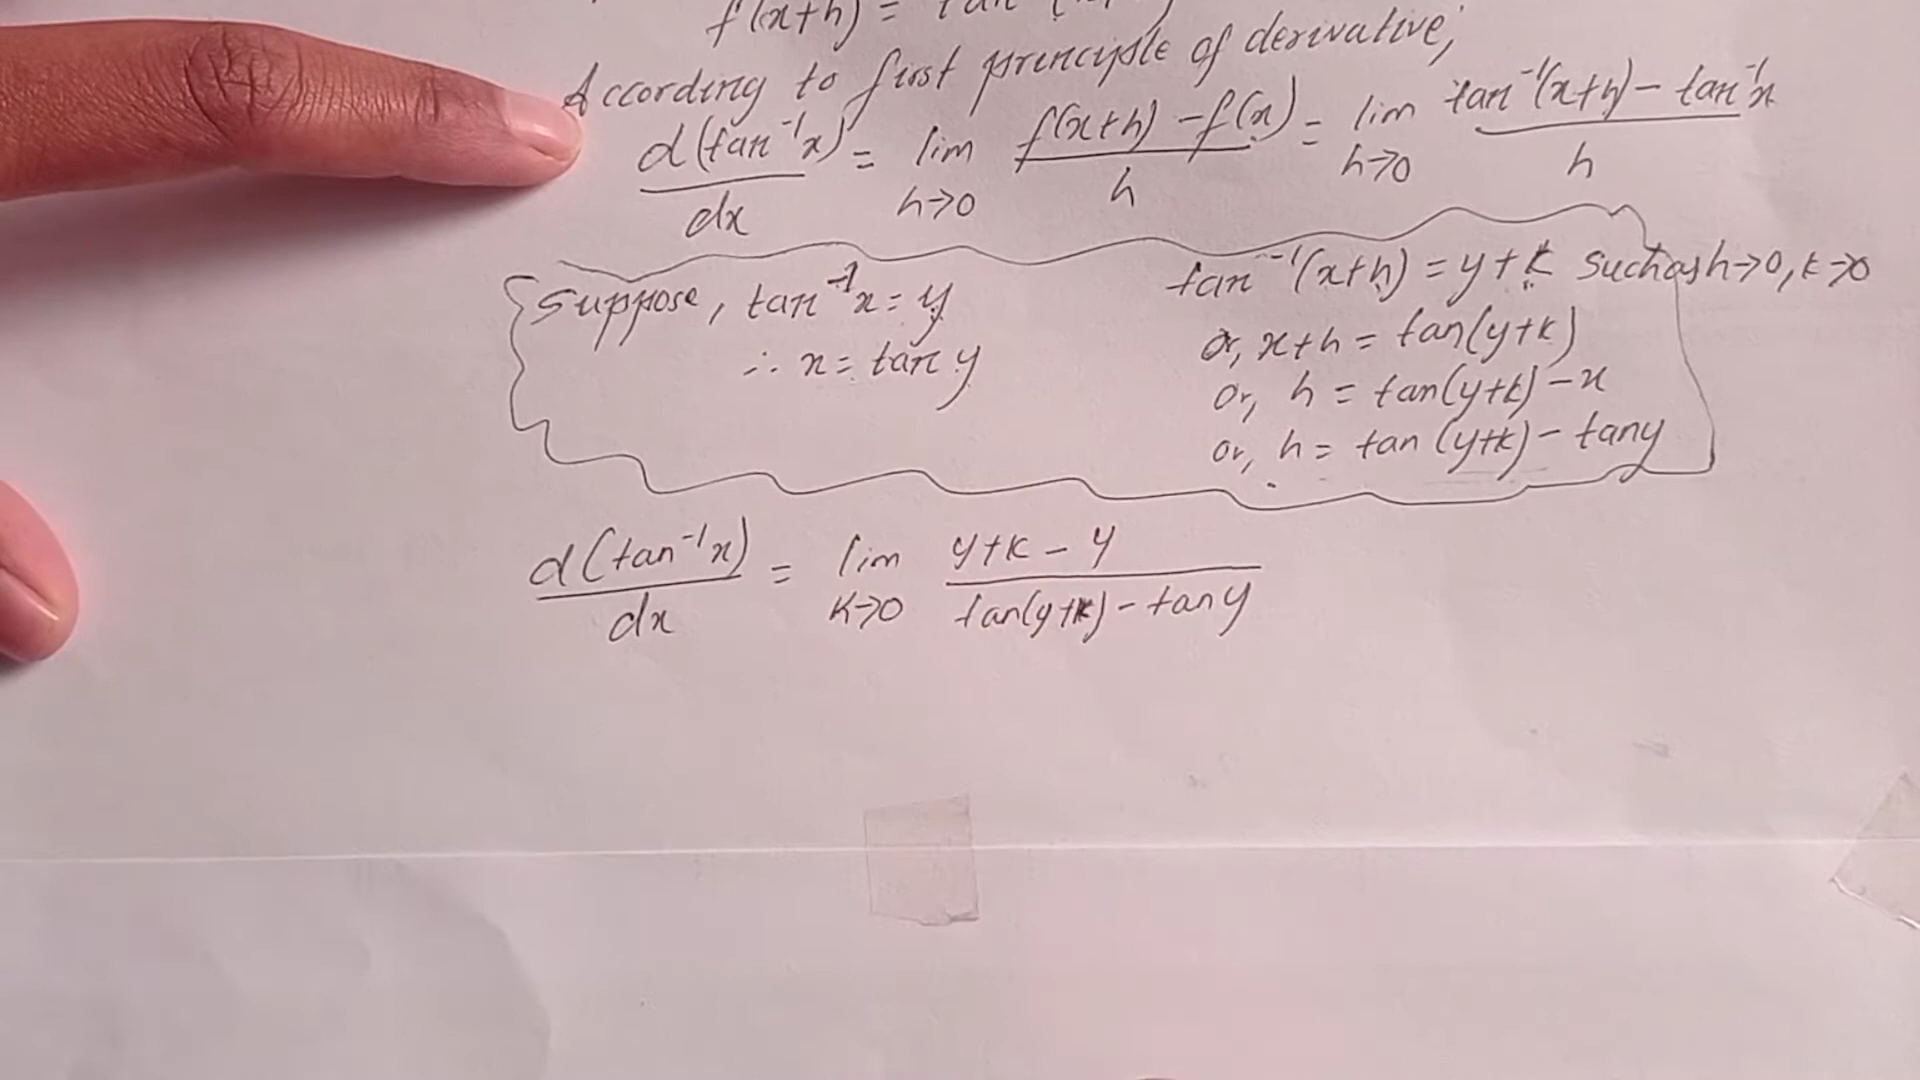 f(x+h) = tan
According to first principle of derivative;
d(tan⁻¹x)/dx = lim h→0 f(x+h) - f(x)/h = lim h→0 tan⁻¹(x+h) - tan⁻¹x/h
Suppose, tan⁻¹x = y
∴ x = tan y
tan⁻¹(x+h) = y+k such as h→0, k→0
or, x+h = tan(y+k)
or, h = tan(y+k) - x
or, h = tan (y+k) - tany
d(tan⁻¹x)/dx = lim k→0 y+k - y/tan(y+k) - tany